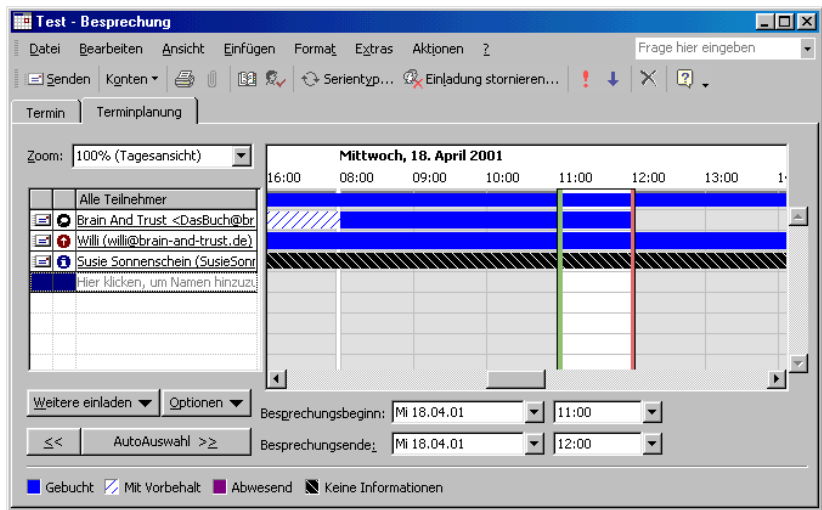 Test - Besprechung
Datei Bearbeiten Ansicht Einfügen Format Extras Aktionen ? Frage hier eingeben
Senden Konten Serientyp... Einladung stornieren...
Termin Terminplanung
Zoom: 100% (Tagesansicht)
Mittwoch, 18. April 2001
16:00 08:00 09:00 10:00 11:00 12:00 13:00 1
Alle Teilnehmer
Brain And Trust <DasBuch@br
Willi (willi@brain-and-trust.de)
Susie Sonnenschein (SusieSonr
Hier klicken, um Namen hinzuzu
Weitere einladen Optionen
Besprechungsbeginn: Mi 18.04.01 11:00
<< AutoAuswahl >>
Besprechungsende: Mi 18.04.01 12:00
Gebucht Mit Vorbehalt Abwesend Keine Informationen